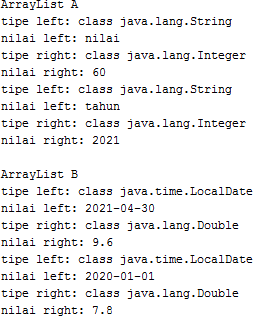 ArrayList A
tipe left: class java.lang.String
nilai left: nilai
tipe right: class java.lang.Integer
nilai right: 60
tipe left: class java.lang.String
nilai left: tahun
tipe right: class java.lang.Integer
nilai right: 2021

ArrayList B
tipe left: class java.time.LocalDate
nilai left: 2021-04-30
tipe right: class java.lang.Double
nilai right: 9.6
tipe left: class java.time.LocalDate
nilai left: 2020-01-01
tipe right: class java.lang.Double
nilai right: 7.8